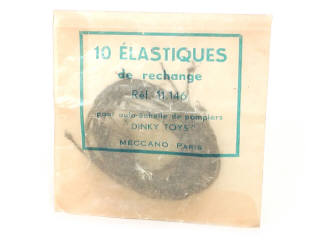 10 ÉLASTIQUES
de rechange
Réf. 11.146
pour auto-échelle de pompiers
"DINKY TOYS"
MECCANO PARIS